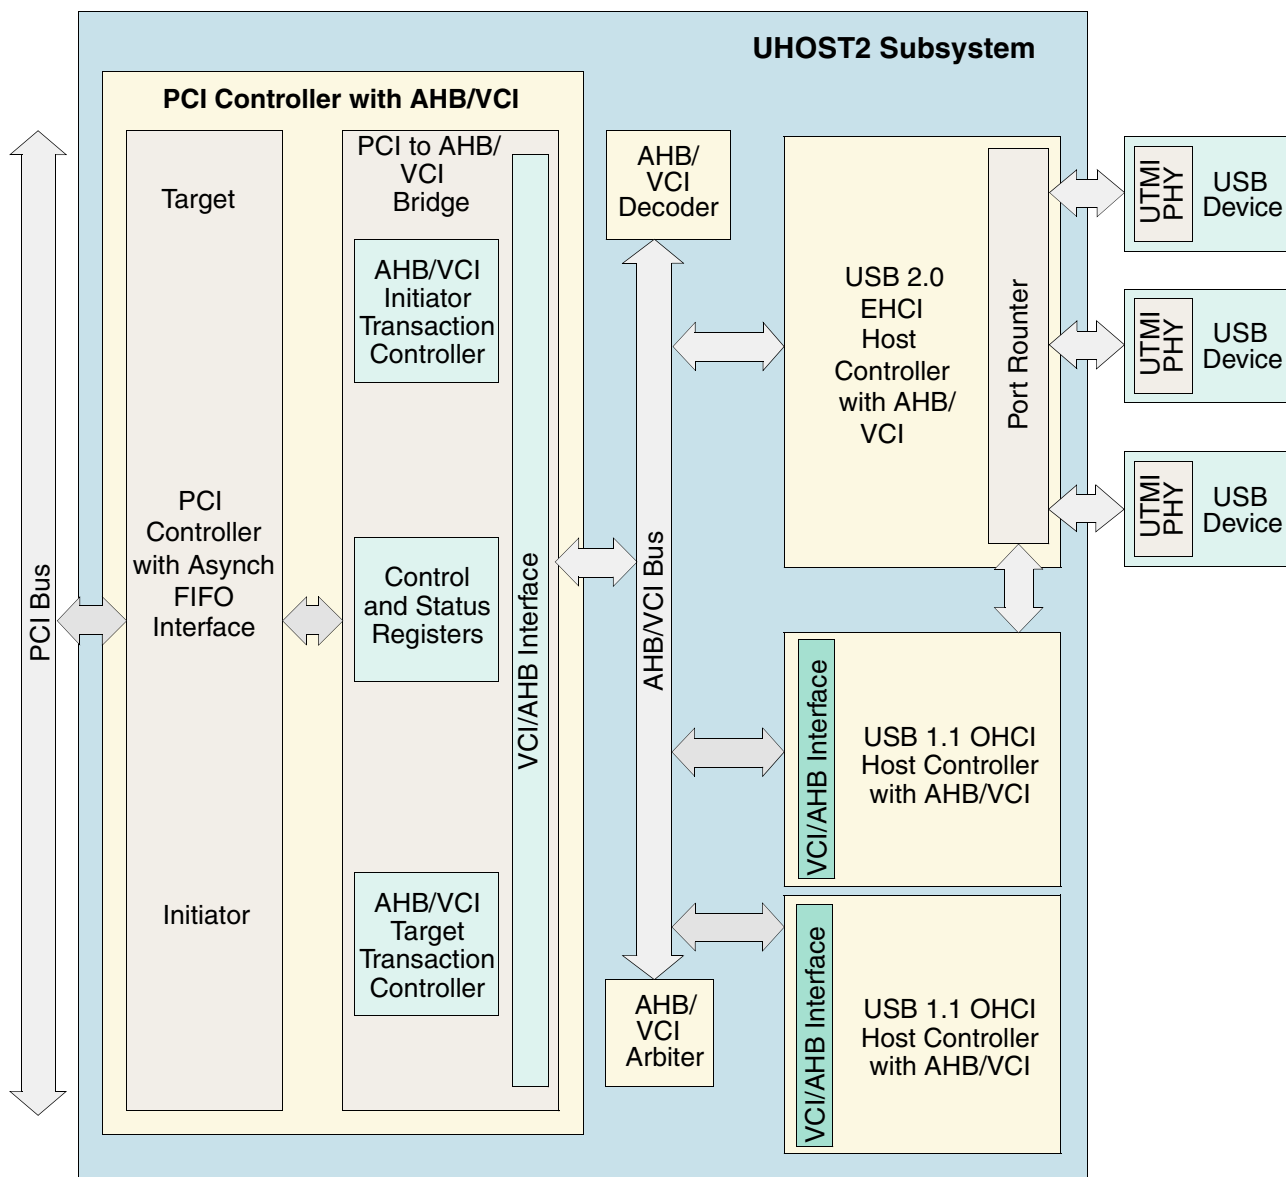 UHOST2 Subsystem
PCI Controller with AHB/VCI
PCI Bus
Target
PCI
Controller
with Asynch
FIFO
Interface
Initiator
PCI to AHB/
VCI
Bridge
AHB/VCI
Initiator
Transaction
Controller
Control
and Status
Registers
AHB/VCI
Target
Transaction
Controller
VCI/AHB Interface
AHB/
VCI
Decoder
AHB/VCI Bus
AHB/
VCI
Arbiter
USB 2.0
EHCI
Host
Controller
with AHB/
VCI
Port Rounter
UTMI
PHY
USB
Device
UTMI
PHY
USB
Device
UTMI
PHY
USB
Device
VCI/AHB Interface
USB 1.1 OHCI
Host Controller
with AHB/VCI
VCI/AHB Interface
USB 1.1 OHCI
Host Controller
with AHB/VCI